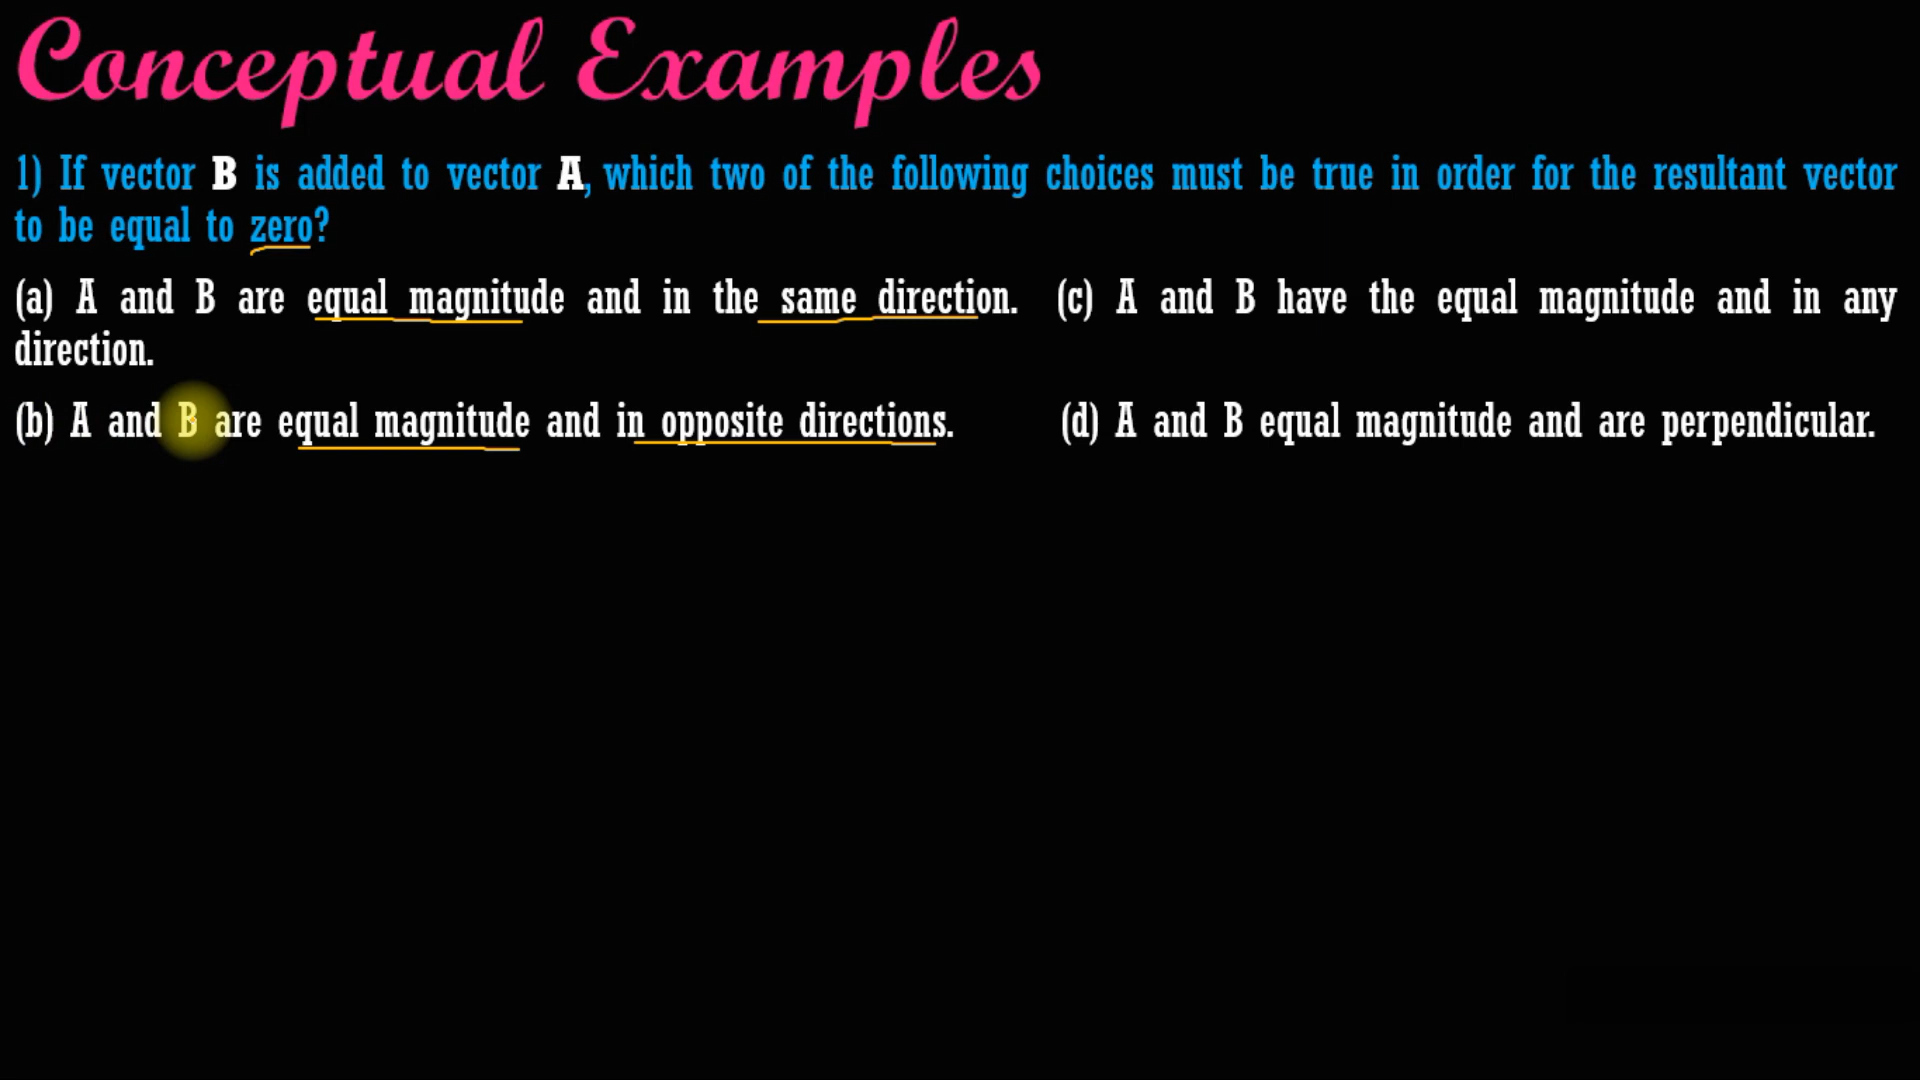 Conceptual Examples
1) If vector B is added to vector A, which two of the following choices must be true in order for the resultant vector
to be equal to zero?
(a) A and B are equal magnitude and in the same direction. (c) A and B have the equal magnitude and in any
direction.
(b) A and B are equal magnitude and in opposite directions. (d) A and B equal magnitude and are perpendicular.